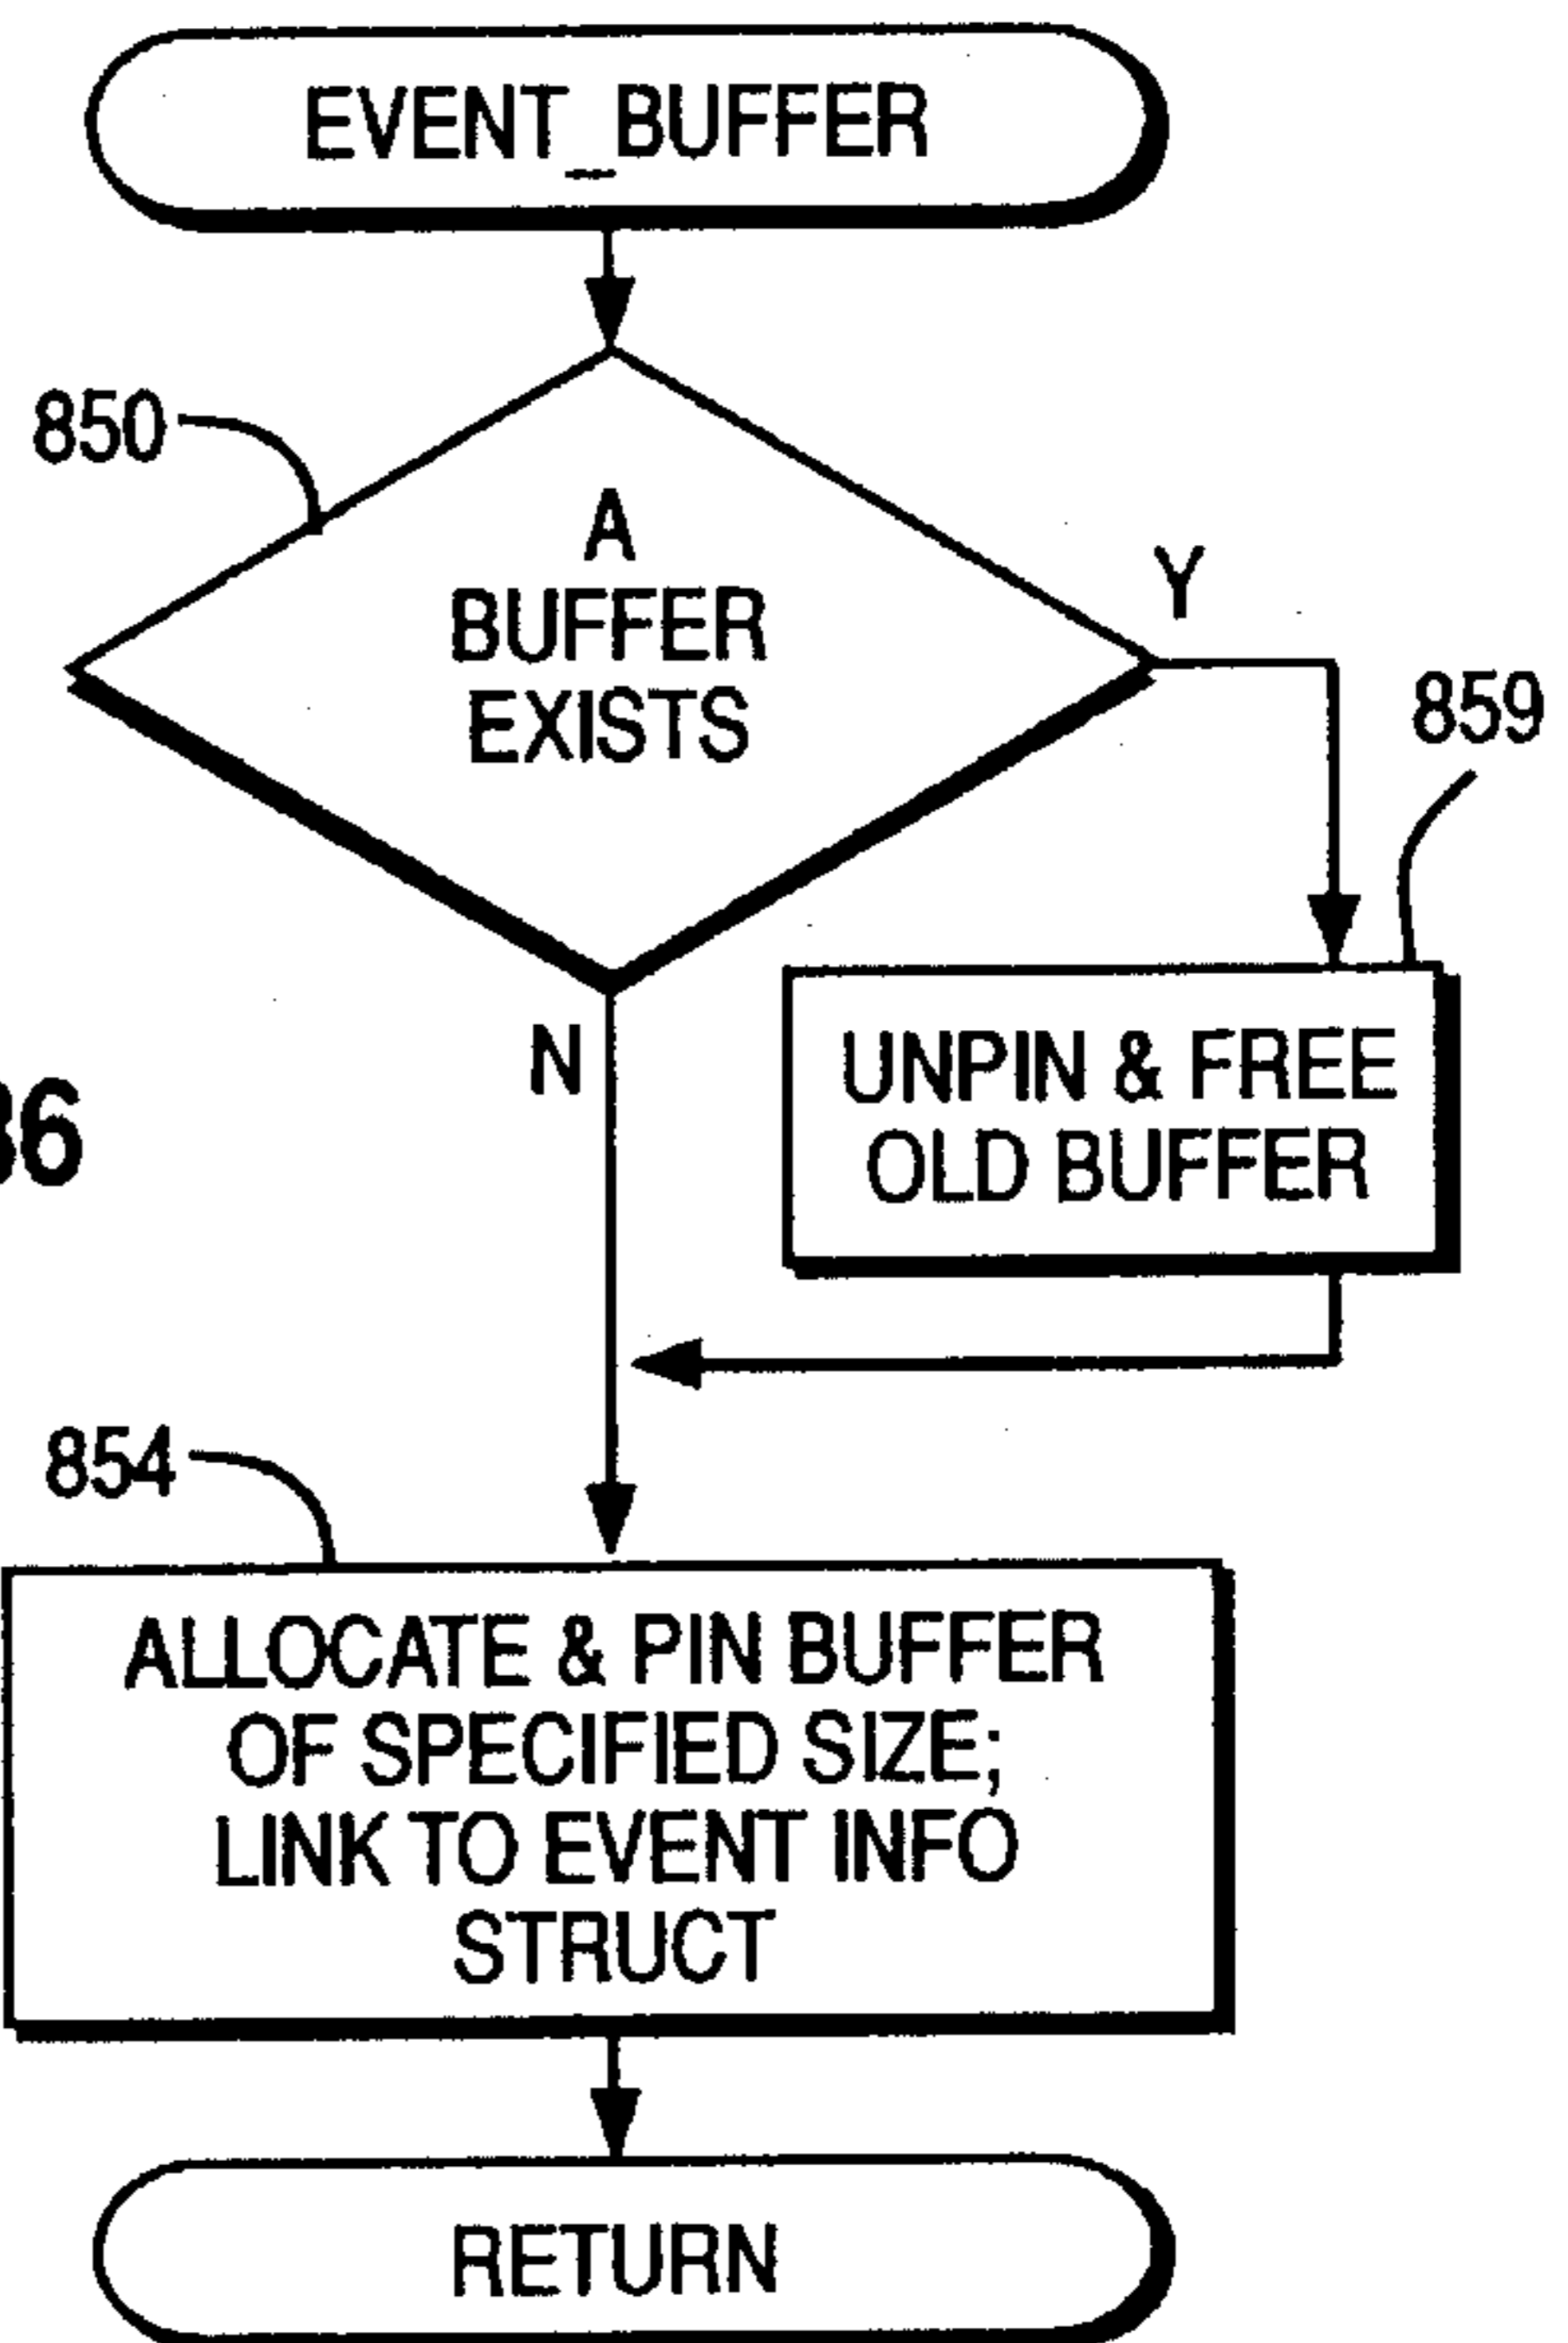 EVENT_BUFFER
850
A
BUFFER
EXISTS
Y
859
N
UNPIN & FREE
OLD BUFFER
854
ALLOCATE & PIN BUFFER
OF SPECIFIED SIZE;
LINK TO EVENT INFO
STRUCT
RETURN